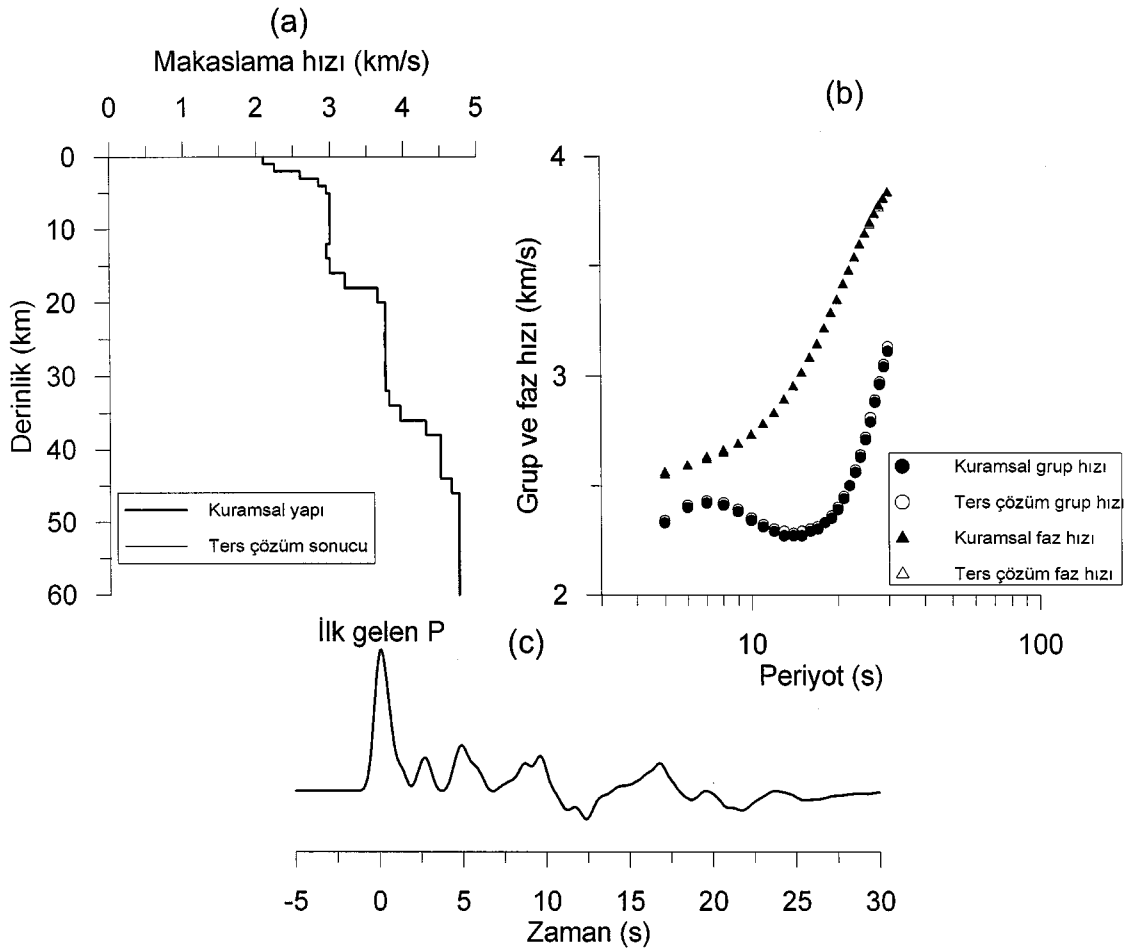 (a)
Makaslama hızı (km/s)
0 1 2 3 4 5
0
10
20
30
40
50
60
Derinlik (km)
Kuramsal yapı
Ters çözüm sonucu
(b)
4
3
2
Grup ve faz hızı (km/s)
Kuramsal grup hızı
Ters çözüm grup hızı
Kuramsal faz hızı
Ters çözüm faz hızı
10 100
Periyot (s)
İlk gelen P
(c)
-5 0 5 10 15 20 25 30
Zaman (s)